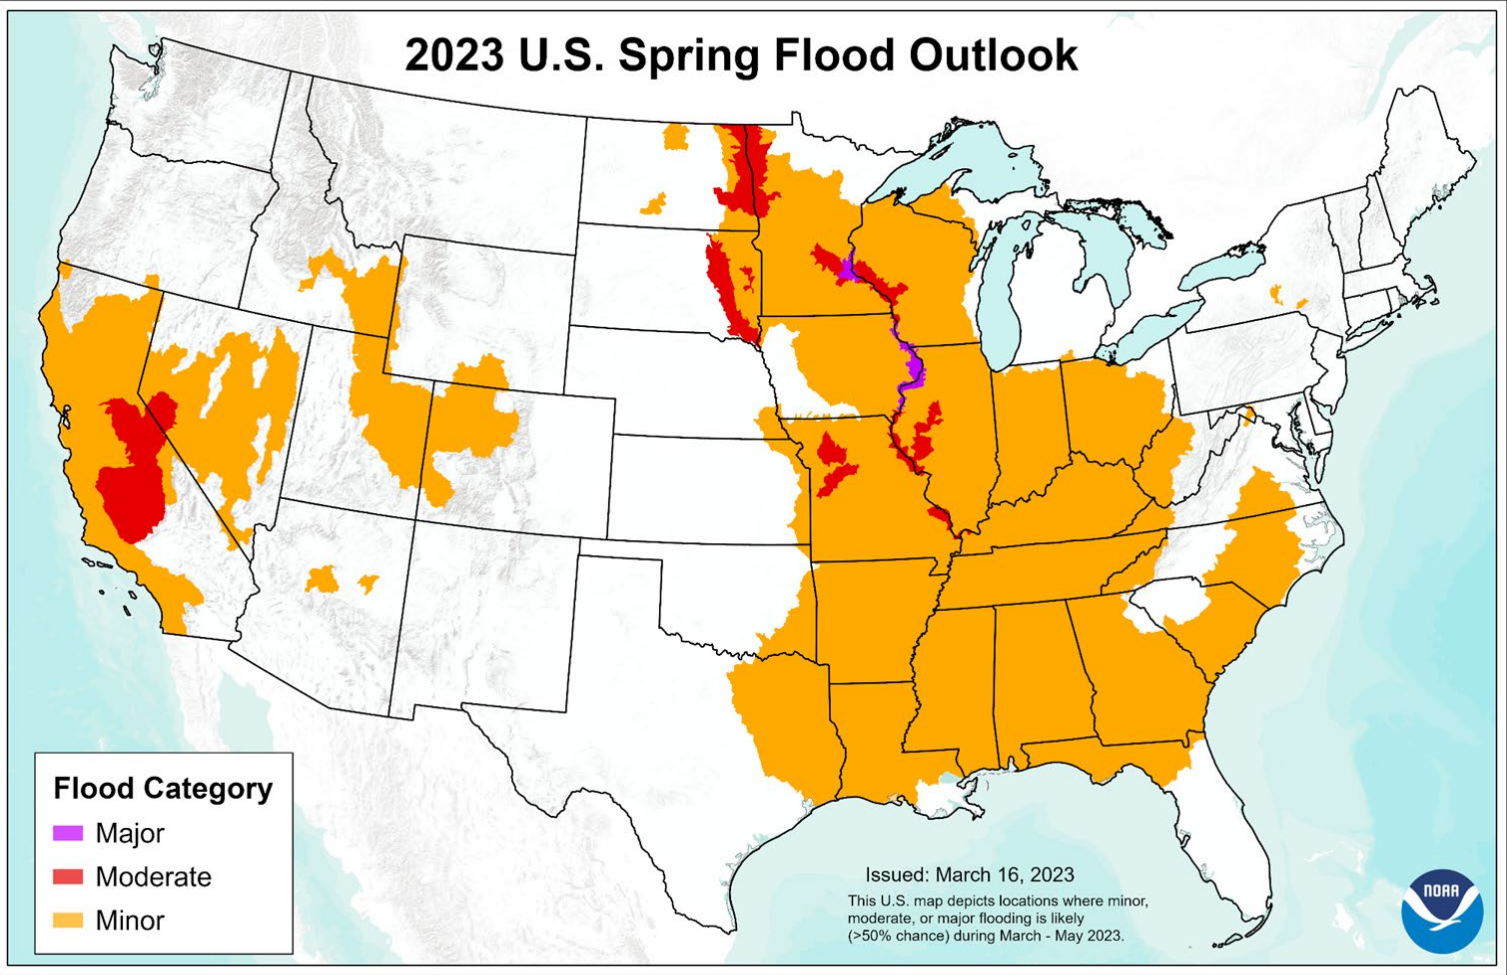 2023 U.S. Spring Flood Outlook
Flood Category
Major
Moderate
Minor
Issued: March 16, 2023
This U.S. map depicts locations where minor,
moderate, or major flooding is likely
(>50% chance) during March - May 2023.
NOAA